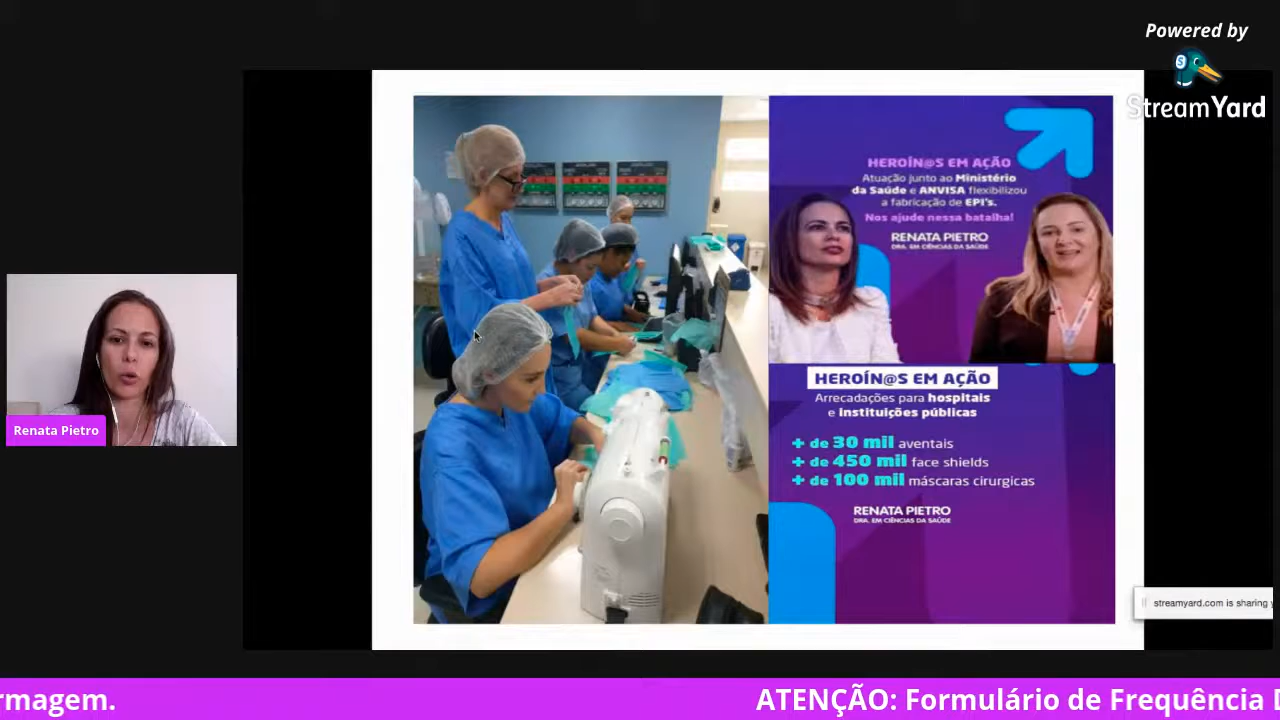 Powered by
StreamYard
HEROÍN@S EM AÇÃO
Atuação junto ao Ministério
da Saúde e ANVISA flexibilizou
a fabricação de EPI's.
Nos ajude nessa batalha!
RENATA PIETRO
DRA. EM CIÊNCIAS DA SAÚDE
HEROÍN@S EM AÇÃO
Arrecadações para hospitais
e instituições públicas
+ de 30 mil aventais
+ de 450 mil face shields
+ de 100 mil máscaras cirurgicas
RENATA PIETRO
DRA. EM CIÊNCIAS DA SAÚDE
Renata Pietro
streamyard.com is sharing y
rmagem.
ATENÇÃO: Formulário de Frequência D